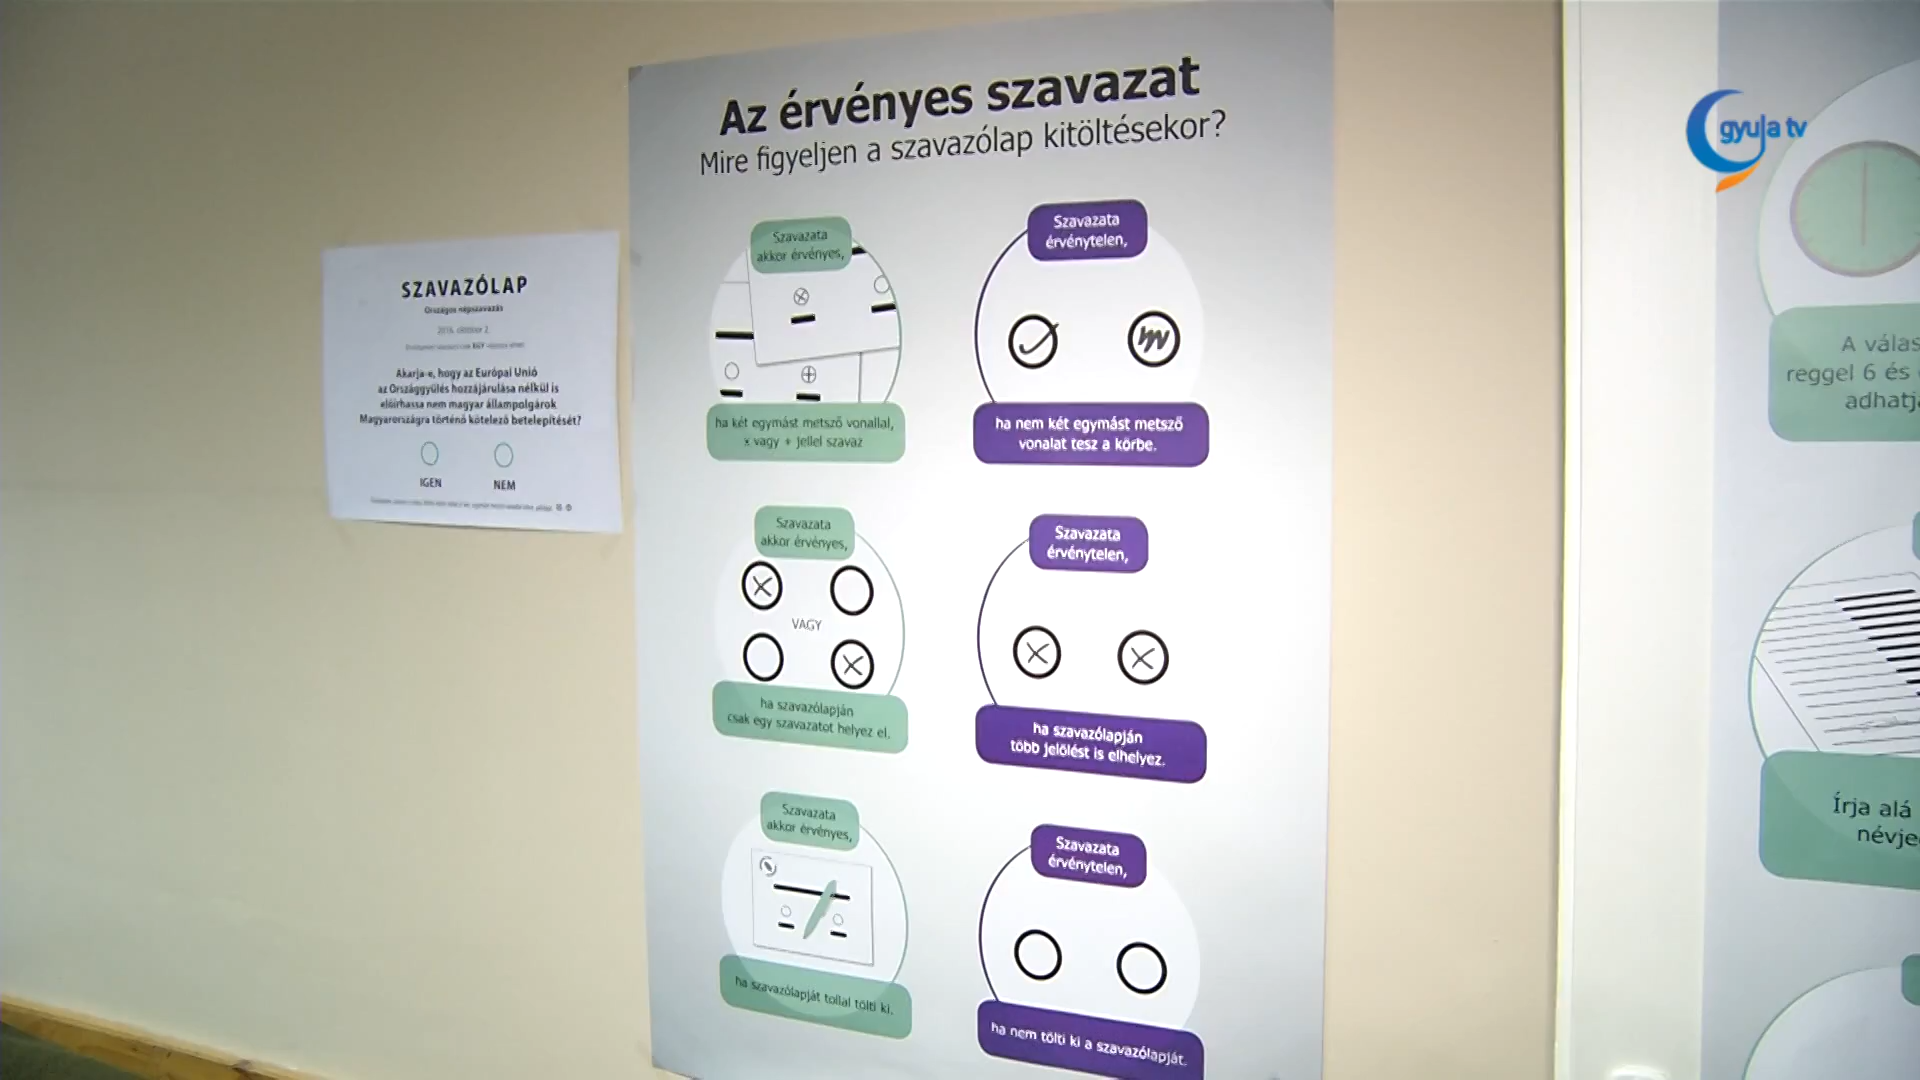 SZAVAZÓLAP
Országos népszavazás
2016. október 2.
Akarja-e, hogy az Európai Unió
az Országgyűlés hozzájárulása nélkül is
előírhassa nem magyar állampolgárok
Magyarországra történő kötelező betelepítését?
IGEN NEM
Az érvényes szavazat
Mire figyeljen a szavazólap kitöltésekor?
Szavazata
akkor érvényes,
ha két egymást metsző vonallal,
x vagy + jellel szavaz
Szavazata
érvénytelen,
ha nem két egymást metsző
vonalat tesz a körbe.
Szavazata
akkor érvényes,
VAGY
ha szavazólapján
csak egy szavazatot helyez el.
Szavazata
érvénytelen,
ha szavazólapján
több jelölést is elhelyez.
Szavazata
akkor érvényes,
ha szavazólapját tollal tölti ki.
Szavazata
érvénytelen,
ha nem tölti ki a szavazólapját.
gyula tv
A válas
reggel 6 és
adhatj
Írja alá
névje